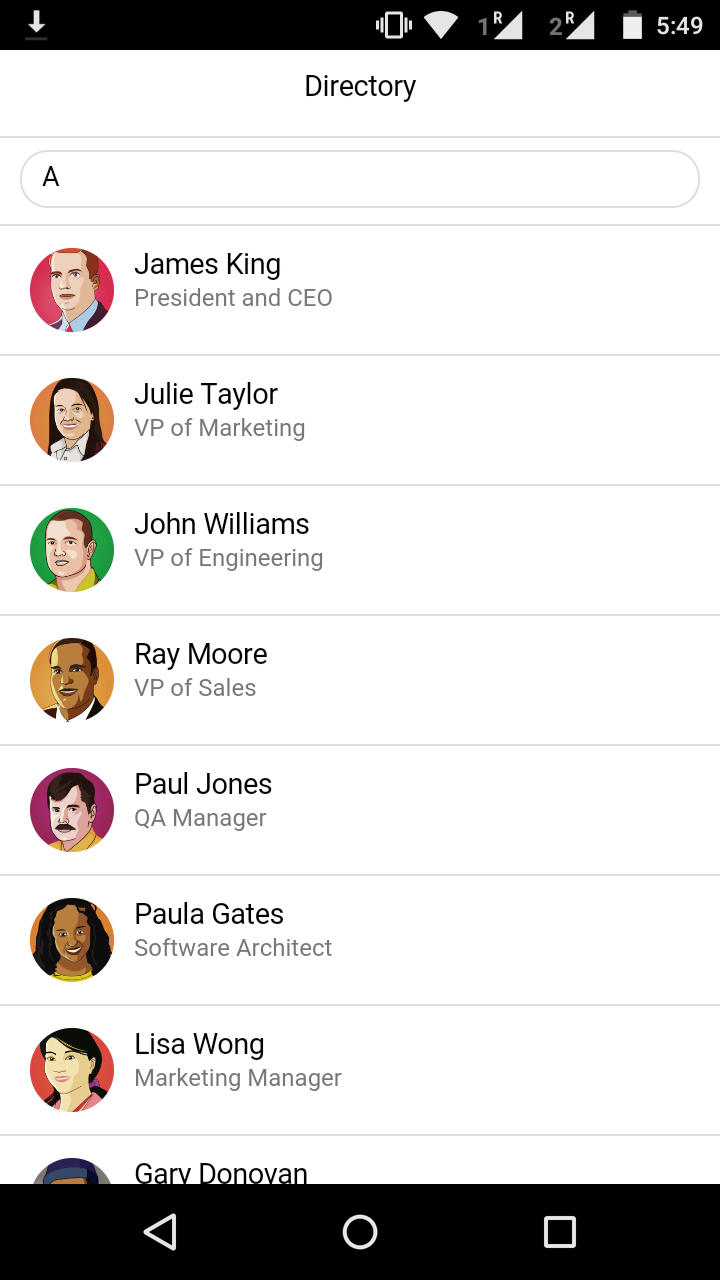 1 R 2 R 5:49
Directory
A
James King
President and CEO
Julie Taylor
VP of Marketing
John Williams
VP of Engineering
Ray Moore
VP of Sales
Paul Jones
QA Manager
Paula Gates
Software Architect
Lisa Wong
Marketing Manager
Gary Donovan